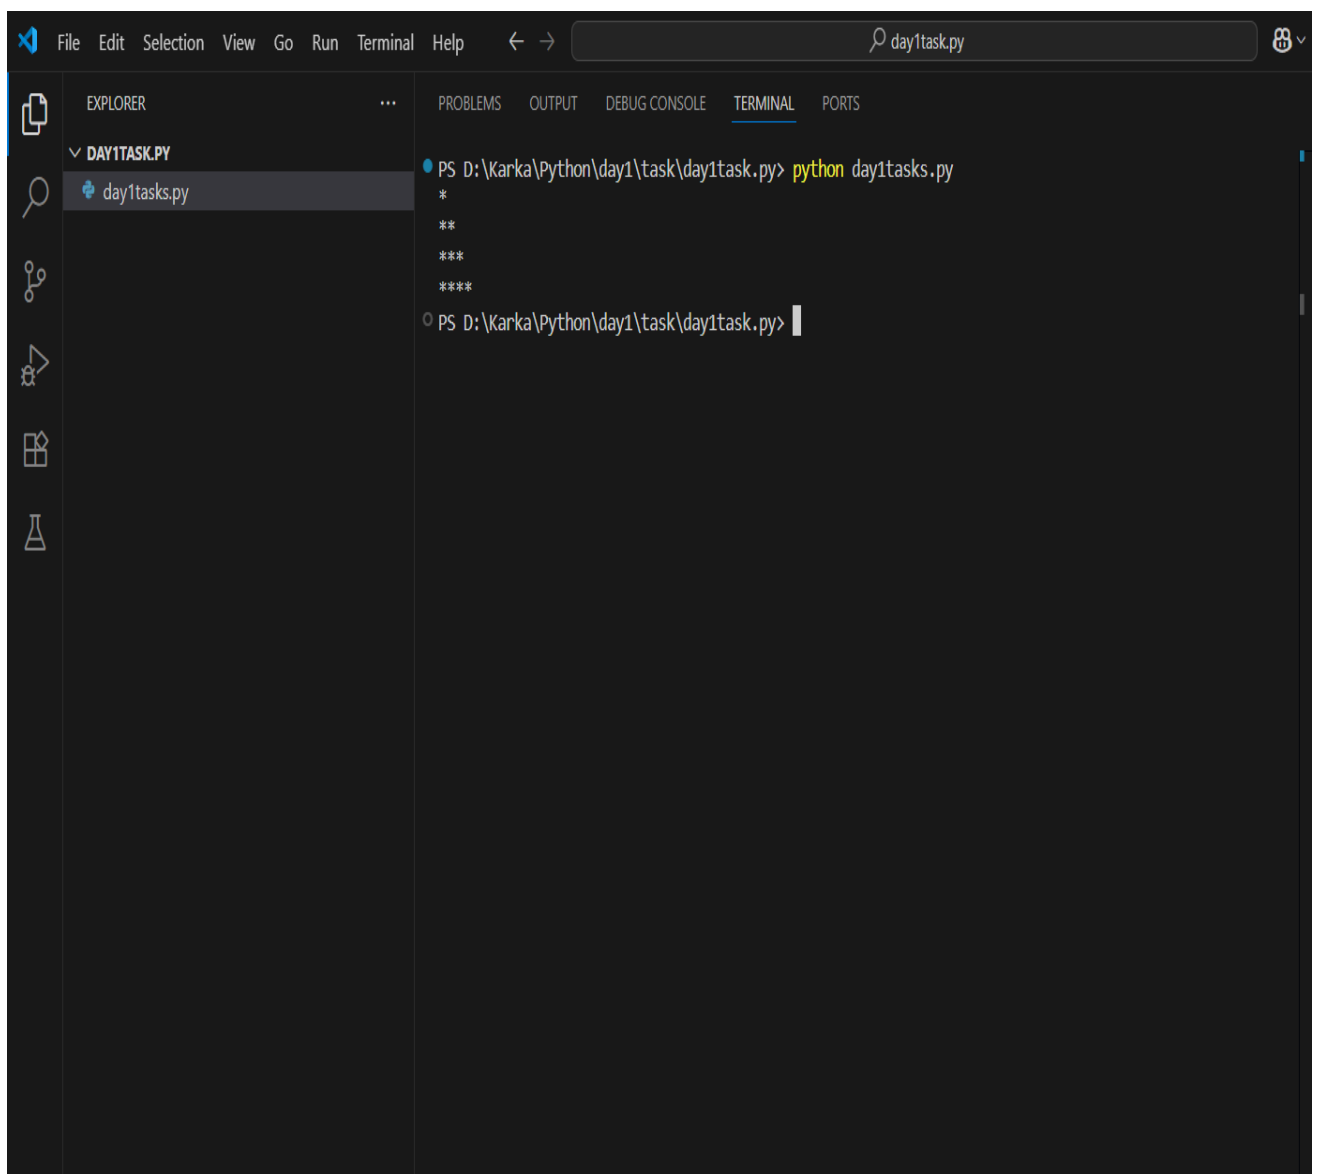 File Edit Selection View Go Run Terminal Help day1task.py
EXPLORER
DAY1TASK.PY
day1tasks.py
PROBLEMS OUTPUT DEBUG CONSOLE TERMINAL PORTS
PS D:\Karka\Python\day1\task\day1task.py> python day1tasks.py
*
**
***
****
PS D:\Karka\Python\day1\task\day1task.py>